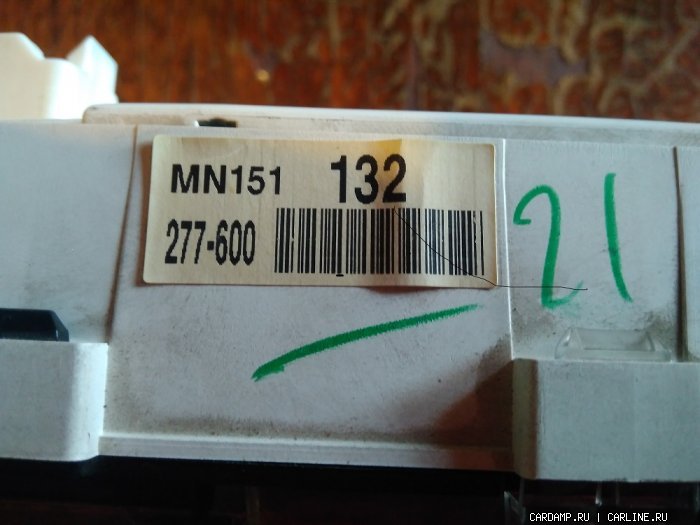 MN151 132
277-600
21
CARDAMP.RU | CARLINE.RU